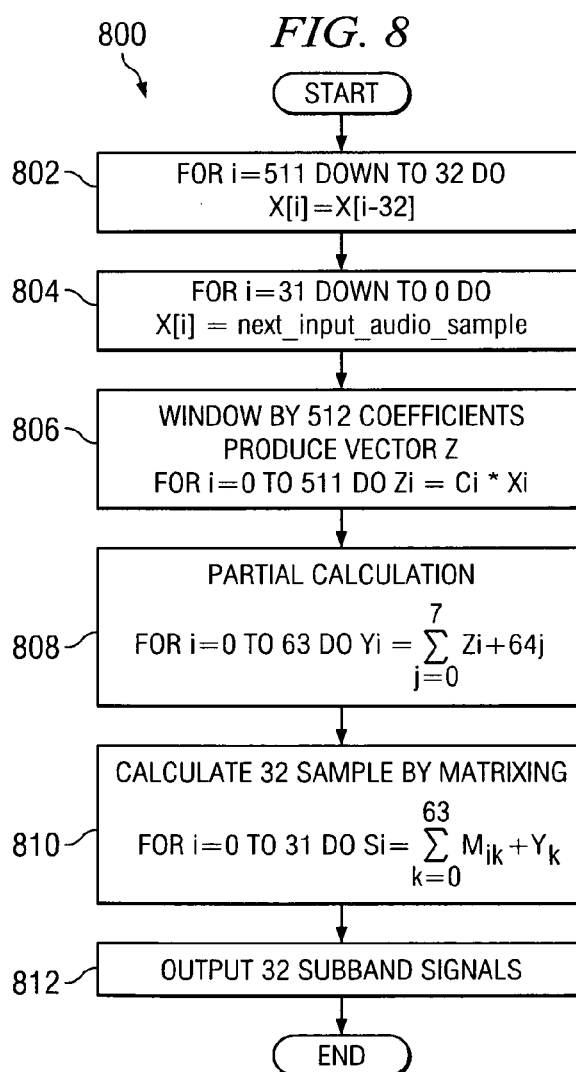 FIG. 8
800
START
802
FOR i=511 DOWN TO 32 DO
X[i]=X[i-32]
804
FOR i=31 DOWN TO 0 DO
X[i] = next_input_audio_sample
806
WINDOW BY 512 COEFFICIENTS
PRODUCE VECTOR Z
FOR i=0 TO 511 DO Zi = Ci * Xi
808
PARTIAL CALCULATION
7
FOR i=0 TO 63 DO Yi = ∑ Zi+64j
j=0
810
CALCULATE 32 SAMPLE BY MATRIXING
63
FOR i=0 TO 31 DO Si= ∑ Mik+Yk
k=0
812
OUTPUT 32 SUBBAND SIGNALS
END